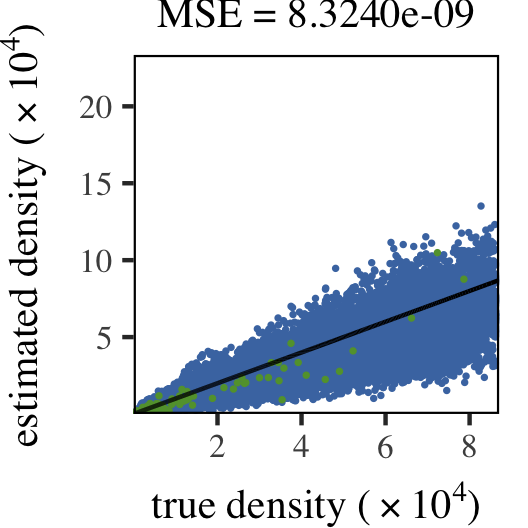 MSE = 8.3240e-09
estimated density ( × 10⁴)
20
15
10
5
2 4 6 8
true density ( × 10⁴)